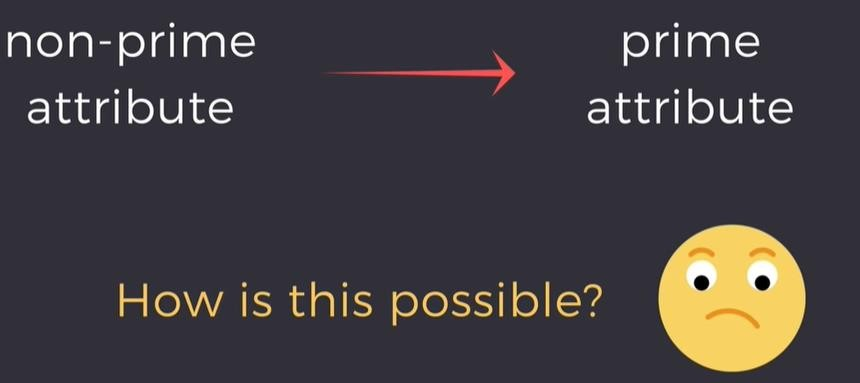 non-prime
attribute
prime
attribute
How is this possible?